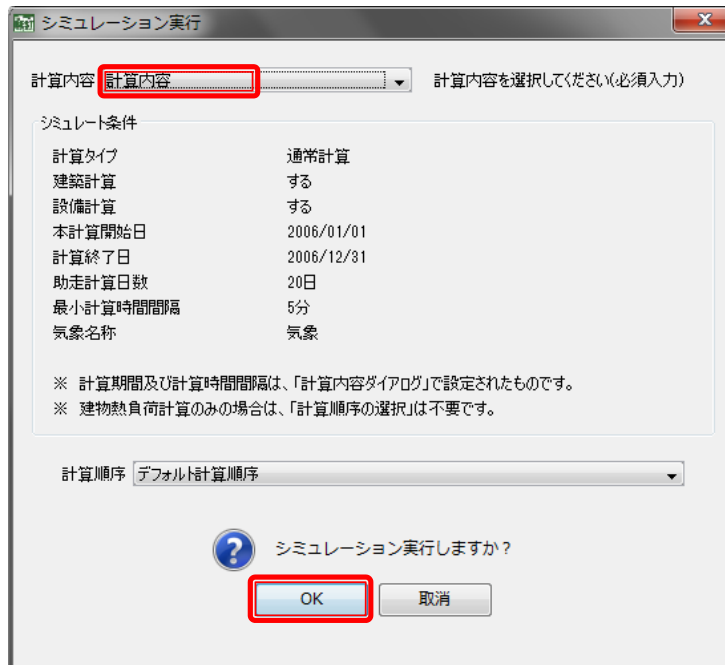 シミュレーション実行
計算内容 計算内容 計算内容を選択してください(必須入力)
シミュレート条件
計算タイプ 通常計算
建築計算 する
設備計算 する
本計算開始日 2006/01/01
計算終了日 2006/12/31
助走計算日数 20日
最小計算時間間隔 5分
気象名称 気象
※ 計算期間及び計算時間間隔は、「計算内容ダイアログ」で設定されたものです。
※ 建物熱負荷計算のみの場合は、「計算順序の選択」は不要です。
計算順序 デフォルト計算順序
シミュレーション実行しますか？
OK 取消